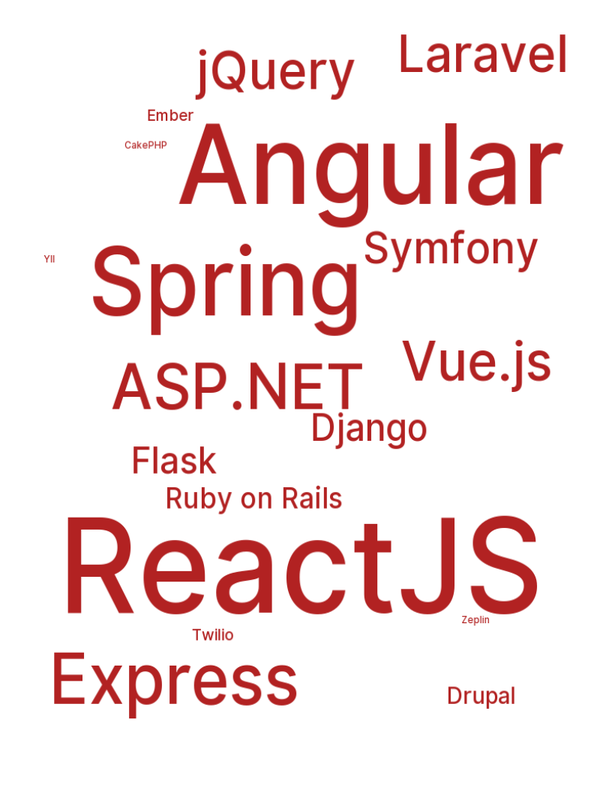 Laravel
jQuery
Ember
CakePHP
Angular
Symfony
YII
Spring
Vue.js
ASP.NET
Django
Flask
Ruby on Rails
ReactJS
Zeplin
Twilio
Express
Drupal